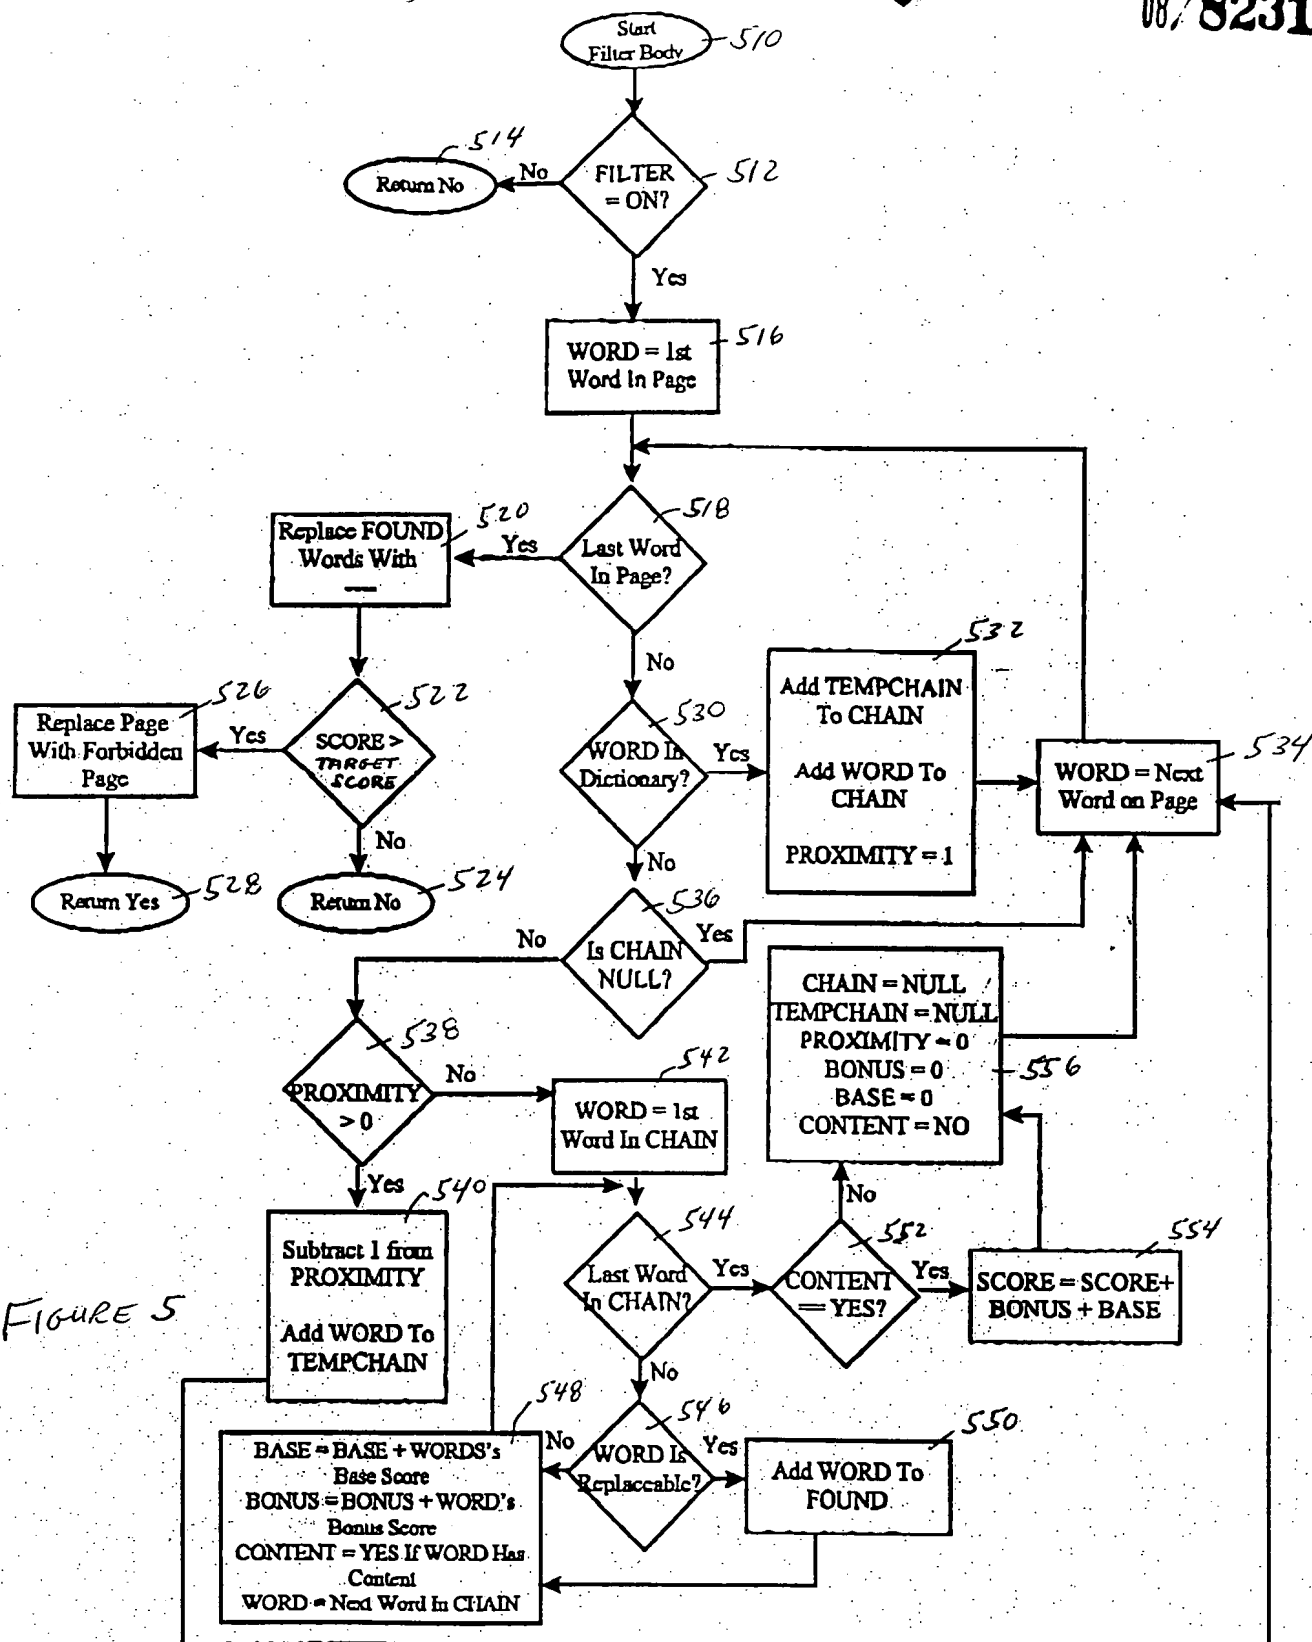 08/8231
Start
Filter Body
510
514
Return No
No
FILTER
= ON?
512
Yes
WORD = 1st
Word In Page
516
518
Last Word
In Page?
Yes
520
Replace FOUND
Words With
—
No
532
Add TEMPCHAIN
To CHAIN
Add WORD To
CHAIN
PROXIMITY = 1
526
Replace Page
With Forbidden
Page
Yes
522
SCORE >
TARGET
SCORE
530
WORD In
Dictionary?
Yes
534
WORD = Next
Word on Page
No
No
Return Yes
528
Return No
524
536
Is CHAIN
NULL?
No
Yes
CHAIN = NULL
TEMPCHAIN = NULL
PROXIMITY = 0
BONUS = 0
BASE = 0
CONTENT = NO
556
538
PROXIMITY
> 0
No
542
WORD = 1st
Word In CHAIN
Yes
540
Subtract 1 from
PROXIMITY
Add WORD To
TEMPCHAIN
544
Last Word
In CHAIN?
Yes
No
552
CONTENT
== YES?
Yes
554
SCORE = SCORE+
BONUS + BASE
FIGURE 5
No
548
BASE = BASE + WORDS's
Base Score
BONUS = BONUS + WORD's
Bonus Score
CONTENT = YES If WORD Has
Content
WORD = Next Word In CHAIN
No
546
WORD Is
Replaceable?
Yes
550
Add WORD To
FOUND